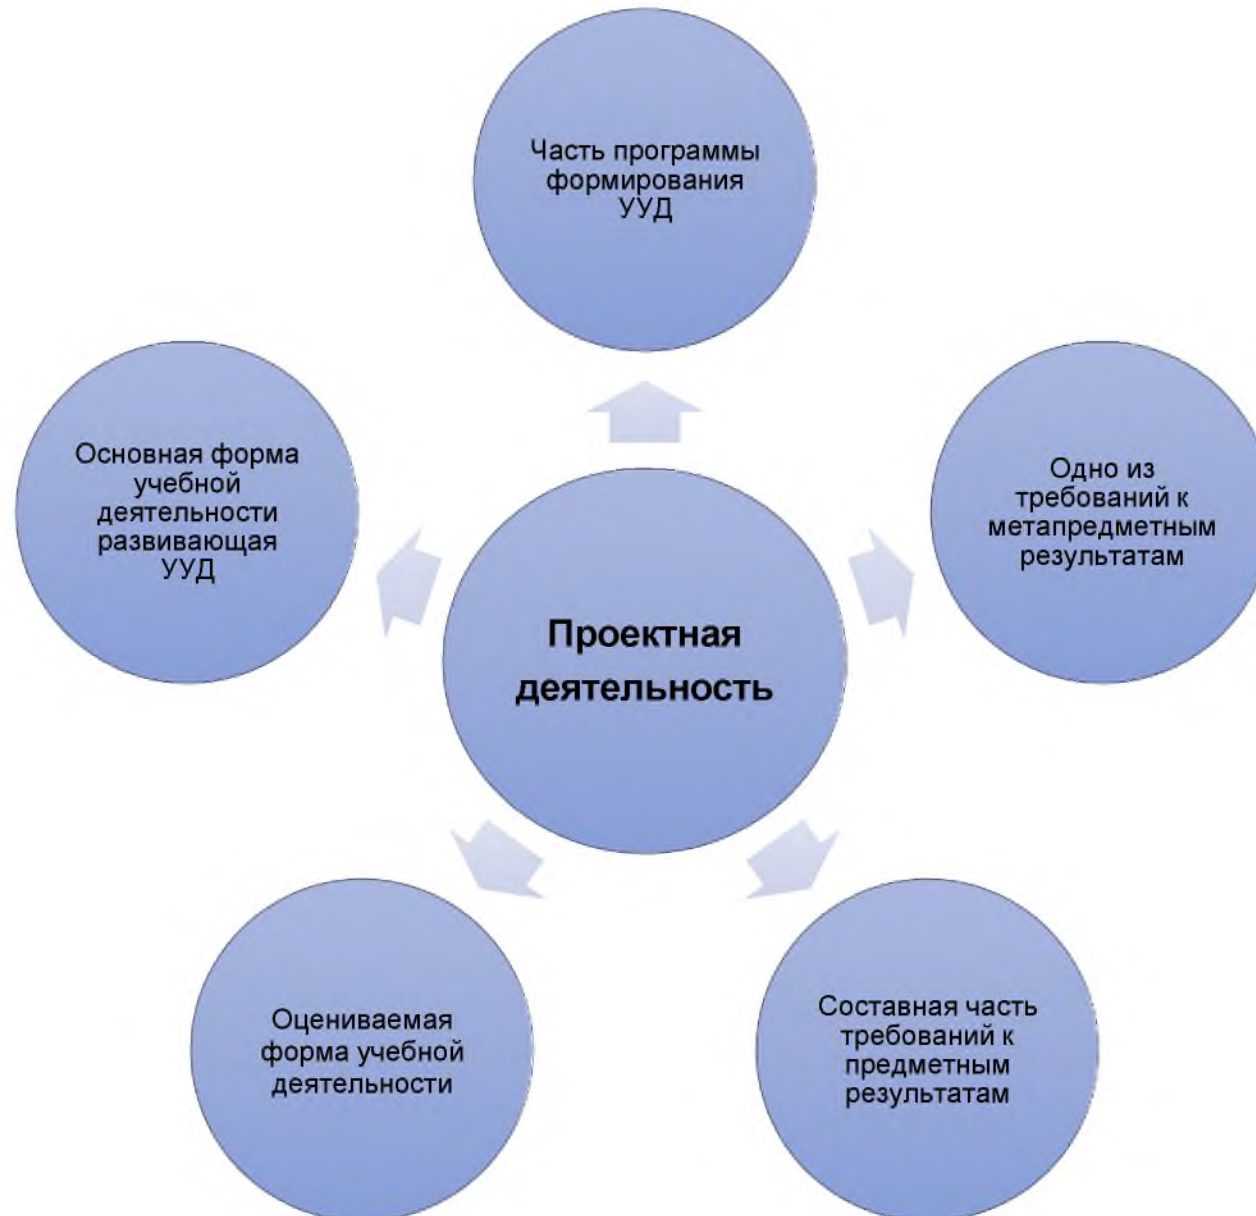 Часть программы
формирования
УУД
Основная форма
учебной
деятельности
развивающая
УУД
Одно из
требований к
метапредметным
результатам
Проектная
деятельность
Оцениваемая
форма учебной
деятельности
Составная часть
требований к
предметным
результатам